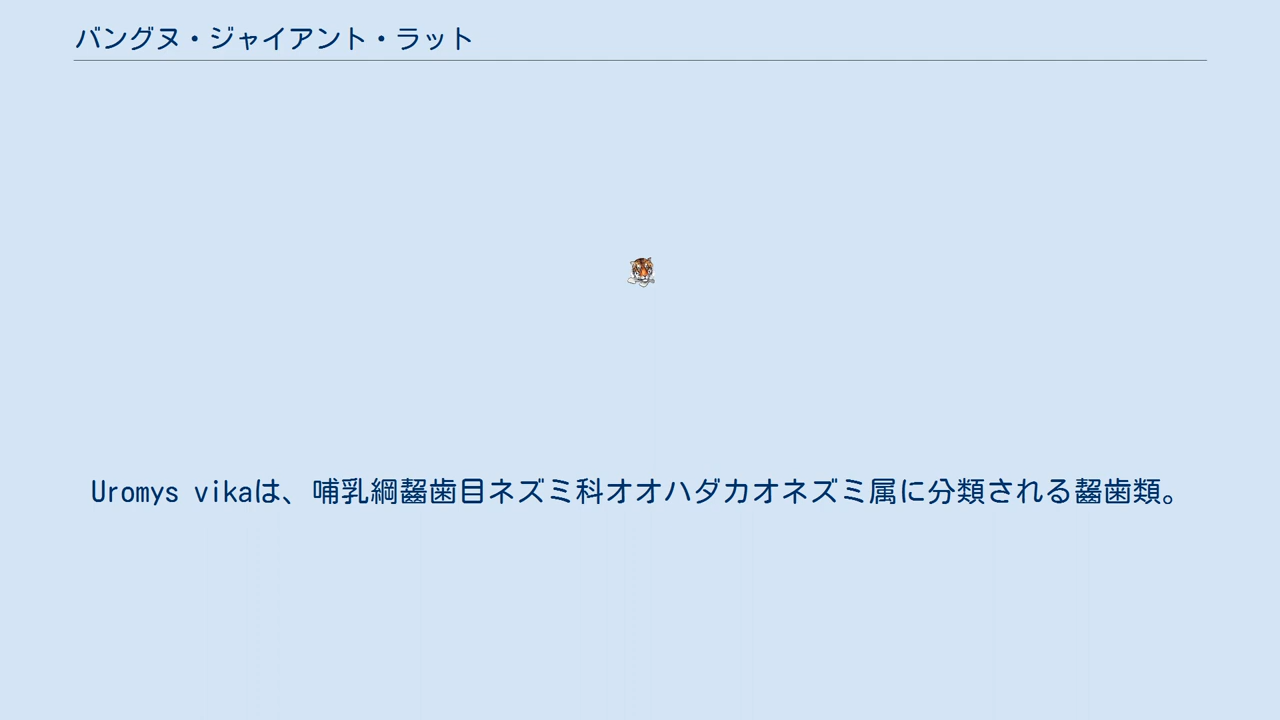 バングヌ・ジャイアント・ラット
Uromys vikaは、哺乳綱齧歯目ネズミ科オオハダカオネズミ属に分類される齧歯類。